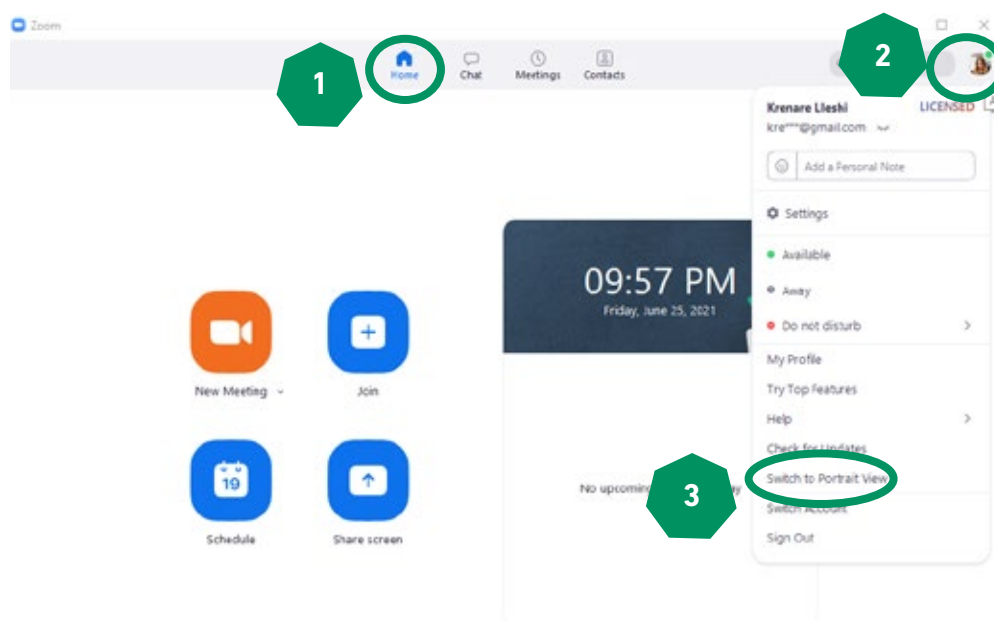 Zoom
1
2
Home
Chat
Meetings
Contacts
Krenare Lleshi
LICENSED
kre***@gmail.com
Add a Personal Note
Settings
09:57 PM
Friday, June 25, 2021
Available
Away
Do not disturb
My Profile
New Meeting
Join
Try Top Features
Help
Check for Updates
19
No upcoming
3
Switch to Portrait View
Switch Account
Schedule
Share screen
Sign Out